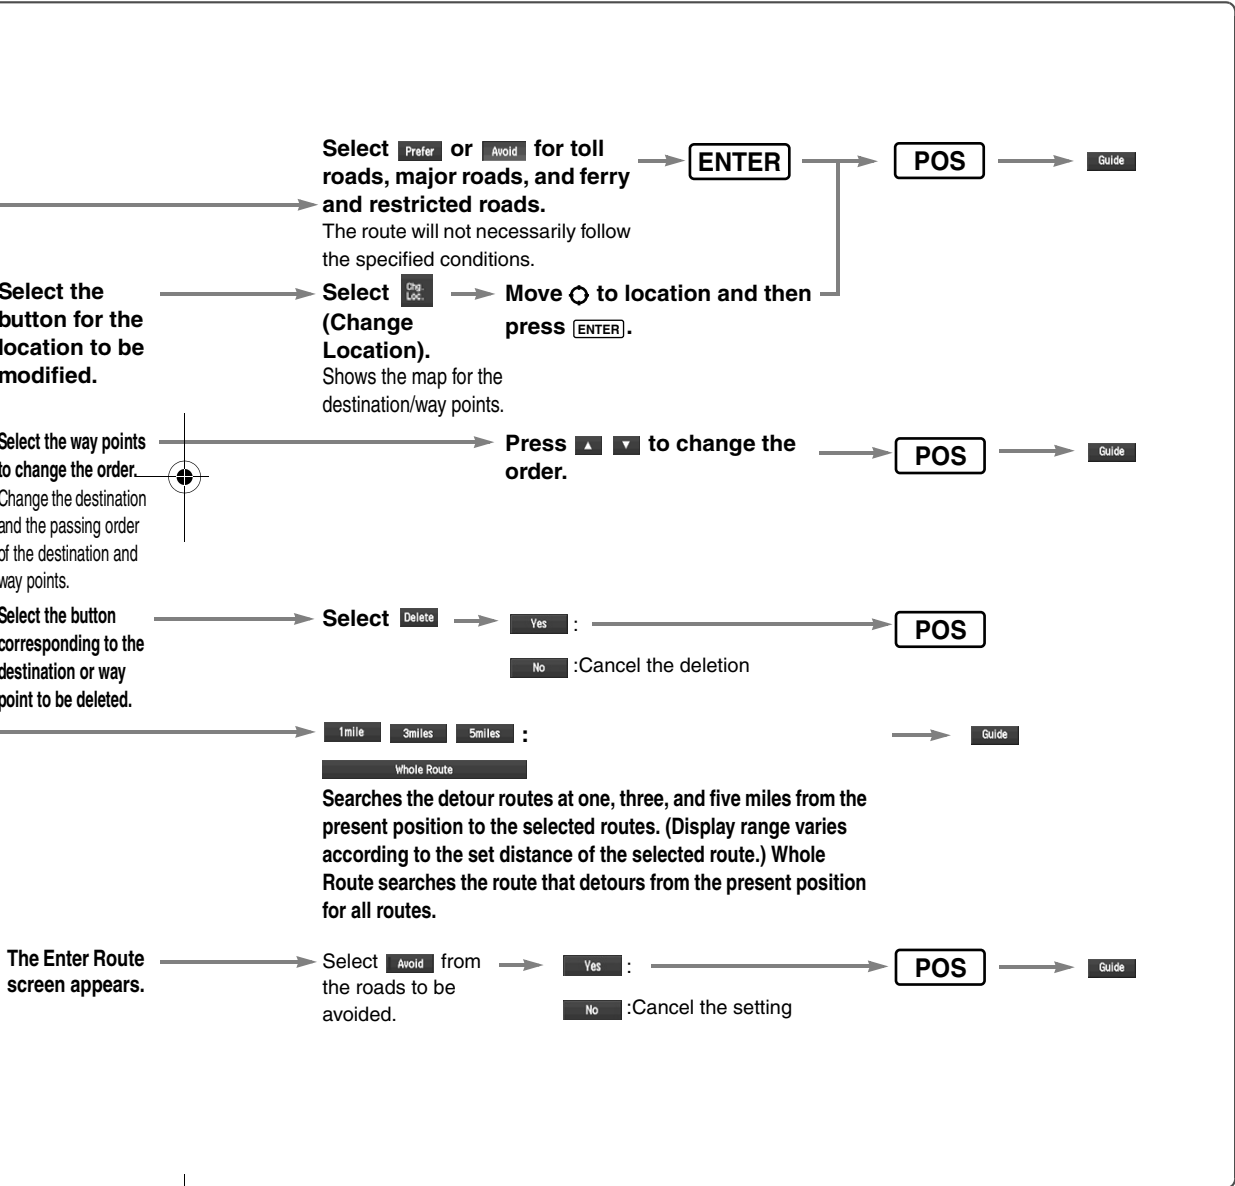 Select Prefer or Avoid for toll
roads, major roads, and ferry
and restricted roads.
The route will not necessarily follow
the specified conditions.
ENTER
POS
Guide
Select the
button for the
location to be
modified.
Select Chg. Loc.
(Change
Location).
Shows the map for the
destination/way points.
Move to location and then
press ENTER.
Select the way points
to change the order.
Change the destination
and the passing order
of the destination and
way points.
Press ▲ ▼ to change the
order.
POS
Guide
Select the button
corresponding to the
destination or way
point to be deleted.
Select Delete
Yes :
No :Cancel the deletion
POS
1mile 3miles 5miles :
Whole Route
Guide
Searches the detour routes at one, three, and five miles from the
present position to the selected routes. (Display range varies
according to the set distance of the selected route.) Whole
Route searches the route that detours from the present position
for all routes.
The Enter Route
screen appears.
Select Avoid from
the roads to be
avoided.
Yes :
No :Cancel the setting
POS
Guide